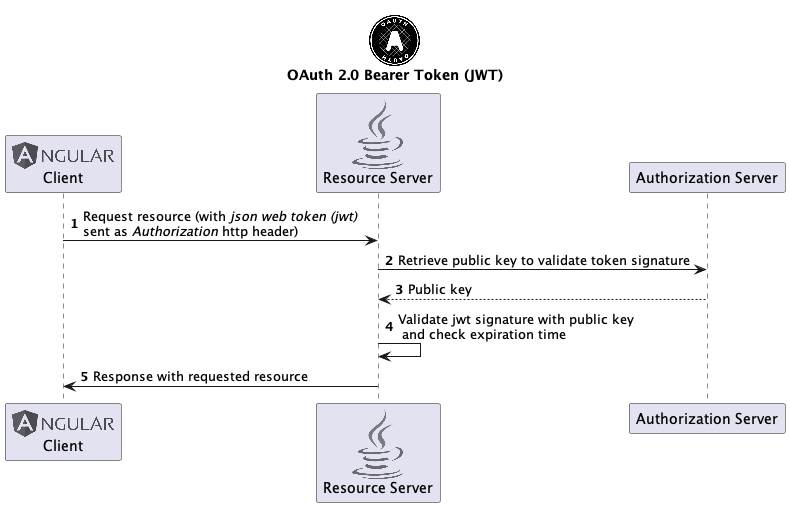 OAUTH
A
OAUTH
OAuth 2.0 Bearer Token (JWT)
ANGULAR
Client
Resource Server
Authorization Server
1 Request resource (with json web token (jwt)
sent as Authorization http header)
2 Retrieve public key to validate token signature
3 Public key
4 Validate jwt signature with public key
and check expiration time
5 Response with requested resource
ANGULAR
Client
Resource Server
Authorization Server